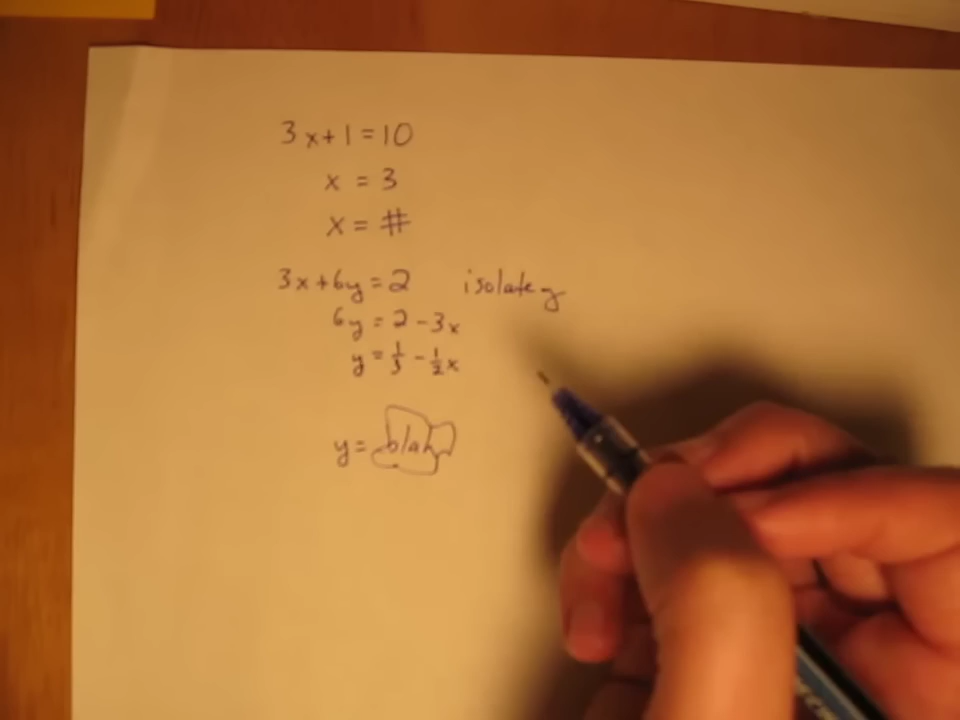 3x+1=10
x = 3
x = #
3x+6y=2 isolate y
6y = 2-3x
y = 1/3 - 1/2x
y = blah